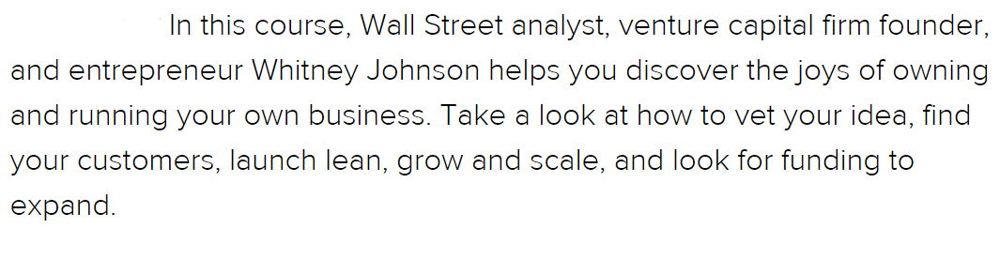 In this course, Wall Street analyst, venture capital firm founder,
and entrepreneur Whitney Johnson helps you discover the joys of owning
and running your own business. Take a look at how to vet your idea, find
your customers, launch lean, grow and scale, and look for funding to
expand.